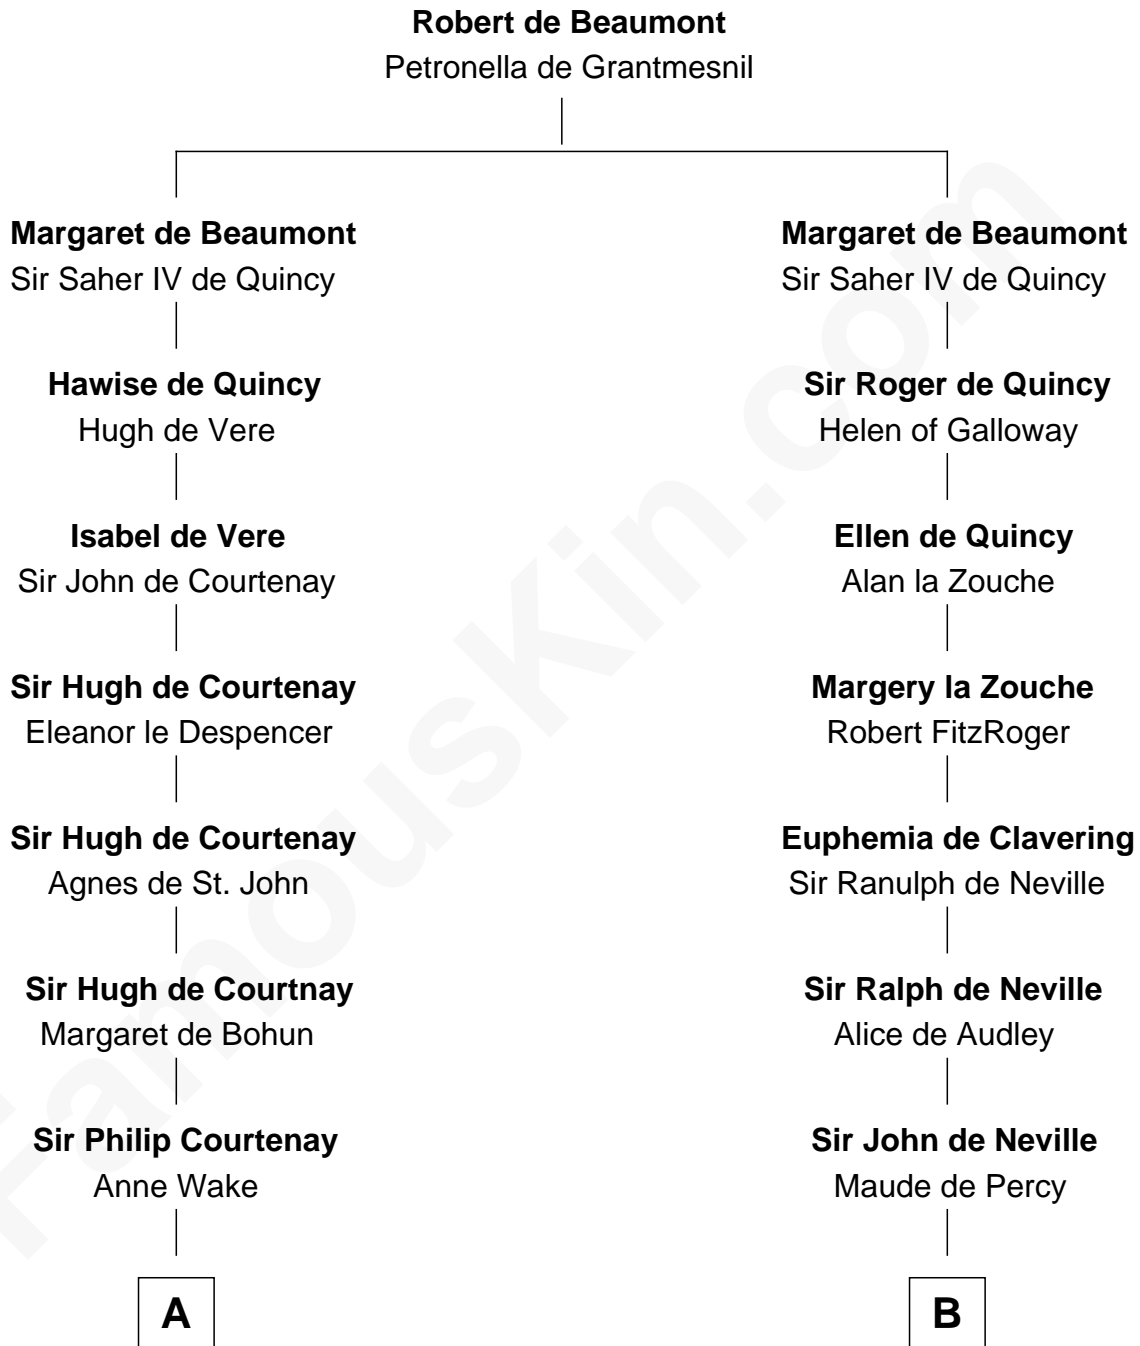 Robert de Beaumont
Petronella de Grantmesnil
Margaret de Beaumont
Sir Saher IV de Quincy
Margaret de Beaumont
Sir Saher IV de Quincy
Hawise de Quincy
Hugh de Vere
Sir Roger de Quincy
Helen of Galloway
Isabel de Vere
Sir John de Courtenay
Ellen de Quincy
Alan la Zouche
Sir Hugh de Courtenay
Eleanor le Despencer
Margery la Zouche
Robert FitzRoger
Sir Hugh de Courtenay
Agnes de St. John
Euphemia de Clavering
Sir Ranulph de Neville
Sir Hugh de Courtnay
Margaret de Bohun
Sir Ralph de Neville
Alice de Audley
Sir Philip Courtenay
Anne Wake
Sir John de Neville
Maude de Percy
A
B
FamousKin.com